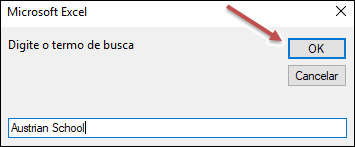 Microsoft Excel
Digite o termo de busca
OK
Cancelar
Austrian School